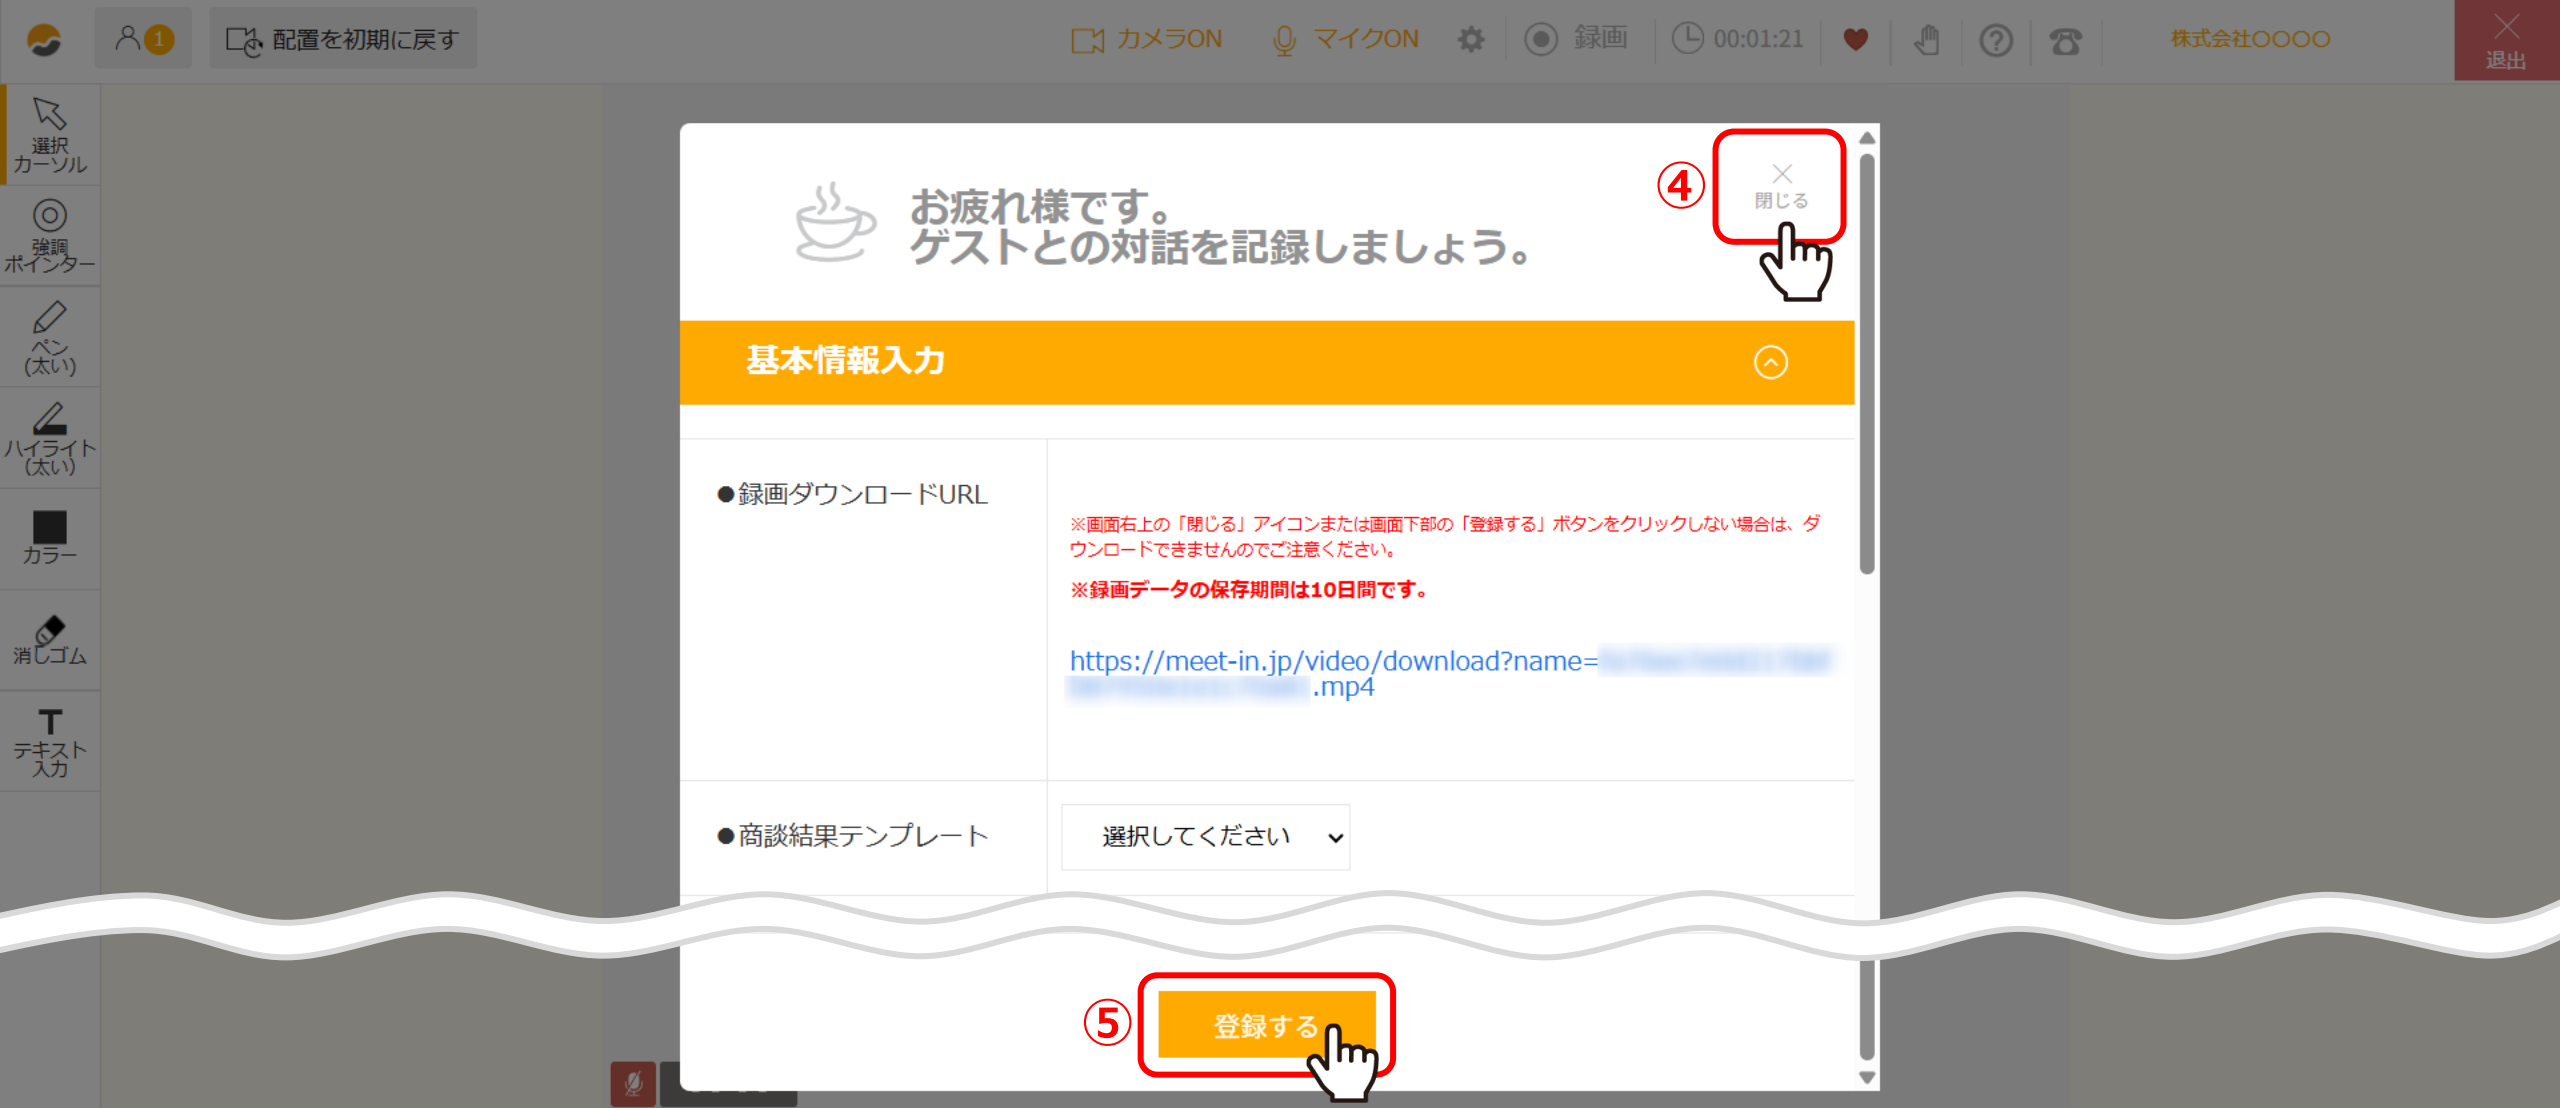 1
配置を初期に戻す
カメラON
マイクON
録画
00:01:21
株式会社〇〇〇〇
退出
選択
カーソル
強調
ポインター
ペン
(太い)
ハイライト
(太い)
カラー
消しゴム
T
テキスト
入力
お疲れ様です。
ゲストとの対話を記録しましょう。
④
閉じる
基本情報入力
●録画ダウンロードURL
※画面右上の「閉じる」アイコンまたは画面下部の「登録する」ボタンをクリックしない場合は、ダ
ウンロードできませんのでご注意ください。
※録画データの保存期間は10日間です。
https://meet-in.jp/video/download?name=
.mp4
●商談結果テンプレート
選択してください
⑤
登録する